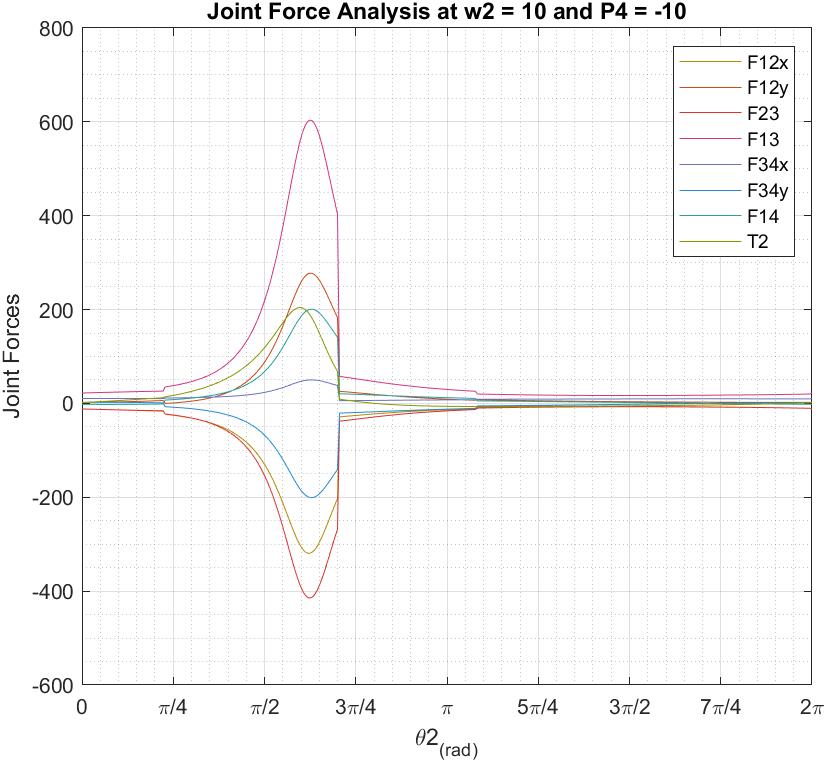 Joint Force Analysis at w2 = 10 and P4 = -10
800
600
400
200
0
-200
-400
-600
Joint Forces
F12x
F12y
F23
F13
F34x
F34y
F14
T2
0 π/4 π/2 3π/4 π 5π/4 3π/2 7π/4 2π
θ2(rad)